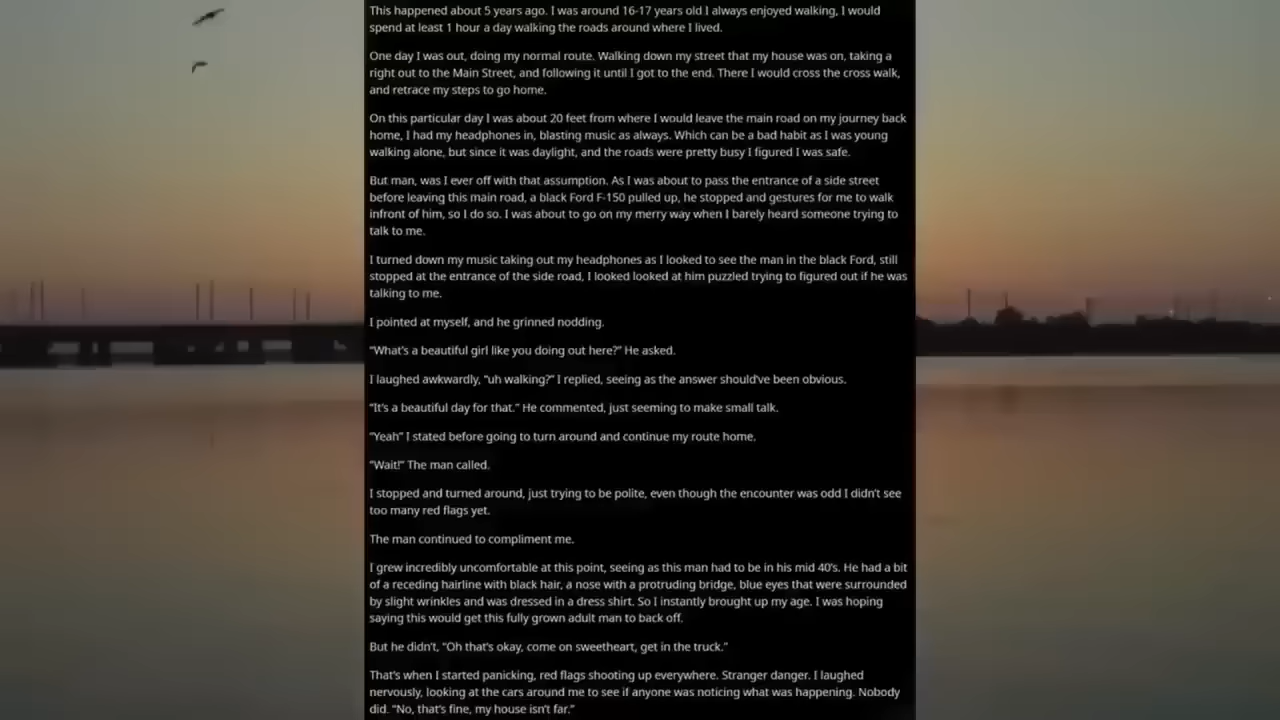 This happened about 5 years ago. I was around 16-17 years old I always enjoyed walking, I would
spend at least 1 hour a day walking the roads around where I lived.
One day I was out, doing my normal route. Walking down my street that my house was on, taking a
right out to the Main Street, and following it until I got to the end. There I would cross the cross walk,
and retrace my steps to go home.
On this particular day I was about 20 feet from where I would leave the main road on my journey back
home, I had my headphones in, blasting music as always. Which can be a bad habit as I was young
walking alone, but since it was daylight, and the roads were pretty busy I figured I was safe.
But man, was I ever off with that assumption. As I was about to pass the entrance of a side street
before leaving this main road, a black Ford F-150 pulled up, he stopped and gestures for me to walk
infront of him, so I do so. I was about to go on my merry way when I barely heard someone trying to
talk to me.
I turned down my music taking out my headphones as I looked to see the man in the black Ford, still
stopped at the entrance of the side road, I looked looked at him puzzled trying to figured out if he was
talking to me.
I pointed at myself, and he grinned nodding.
“What’s a beautiful girl like you doing out here?” He asked.
I laughed awkwardly, “uh walking?” I replied, seeing as the answer should’ve been obvious.
“It’s a beautiful day for that.” He commented, just seeming to make small talk.
“Yeah” I stated before going to turn around and continue my route home.
“Wait!” The man called.
I stopped and turned around, just trying to be polite, even though the encounter was odd I didn’t see
too many red flags yet.
The man continued to compliment me.
I grew incredibly uncomfortable at this point, seeing as this man had to be in his mid 40’s. He had a bit
of a receding hairline with black hair, a nose with a protruding bridge, blue eyes that were surrounded
by slight wrinkles and was dressed in a dress shirt. So I instantly brought up my age. I was hoping
saying this would get this fully grown adult man to back off.
But he didn’t, “Oh that’s okay, come on sweetheart, get in the truck.”
That’s when I started panicking, red flags shooting up everywhere. Stranger danger. I laughed
nervously, looking at the cars around me to see if anyone was noticing what was happening. Nobody
did. “No, that’s fine, my house isn’t far.”